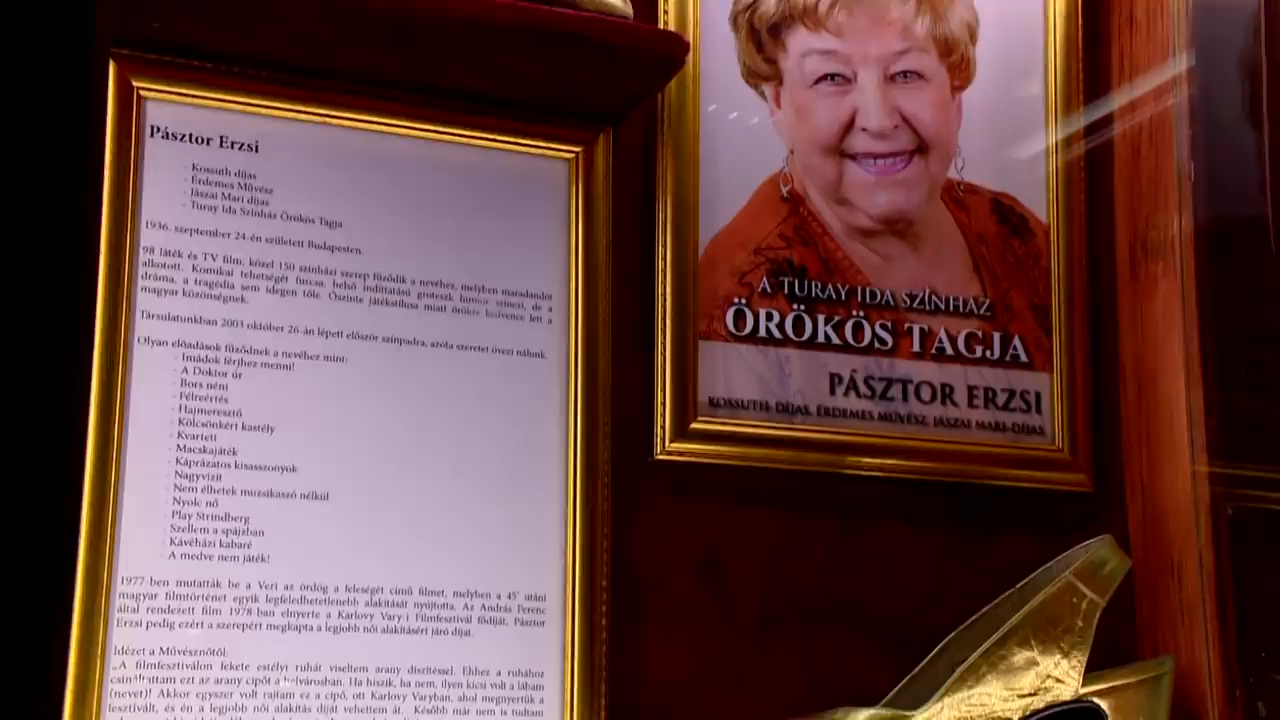 Pásztor Erzsi
- Kossuth díjas
- Érdemes Művész
- Jászai Mari díjas
- Turay Ida Színház Örökös Tagja
1936. szeptember 24-én született Budapesten.
98 játék és TV film, közel 150 színházi szerep fűződik a nevéhez, melyben maradandót
alkotott. Komikai tehetségét furcsa, belső indíttatású groteszk humor színezi, de a
dráma, a tragédia sem idegen tőle. Őszinte játékstílusa miatt örökre kedvence lett a
magyar közönségnek.
Társulatunkban 2003 október 26-án lépett először színpadra, azóta szeretet övezi nálunk.
Olyan előadások fűződnek a nevéhez mint:
- Imádok férjhez menni!
- A Doktor úr
- Bors néni
- Félreértés
- Hajmeresztő
- Kölcsönkért kastély
- Kvartett
- Macskajáték
- Káprázatos kisasszonyok
- Nagyvizit
- Nem élhetek muzsikaszó nélkül
- Nyolc nő
- Play Strindberg
- Szellem a spájzban
- Kávéházi kabaré
- A medve nem játék!
1977-ben mutatták be a Veri az ördög a feleségét című filmet, melyben a 45' utáni
magyar filmtörténet egyik legfeledhetetlenebb alakítását nyújtotta. Az András Ferenc
által rendezett film 1978-ban elnyerte a Karlovy Vary-i Filmfesztivál fődíját, Pásztor
Erzsi pedig ezért a szerepért megkapta a legjobb női alakításért járó díjat.
Idézet a Művésznőtől:
„A filmfesztiválon fekete estélyi ruhát viseltem arany díszítéssel. Ehhez a ruhához
csináltattam ezt az arany cipőt a belvárosban. Ha hiszik, ha nem, ilyen kicsi volt a lábam
(nevet)! Akkor egyszer volt rajtam ez a cipő, ott Karlovy Varyban, ahol megnyertük a
fesztivált, és én a legjobb női alakítás díját vehettem át. Később már nem is tudtam
A TURAY IDA SZÍNHÁZ
ÖRÖKÖS TAGJA
PÁSZTOR ERZSI
KOSSUTH-DÍJAS, ÉRDEMES MŰVÉSZ, JÁSZAI MARI-DÍJAS